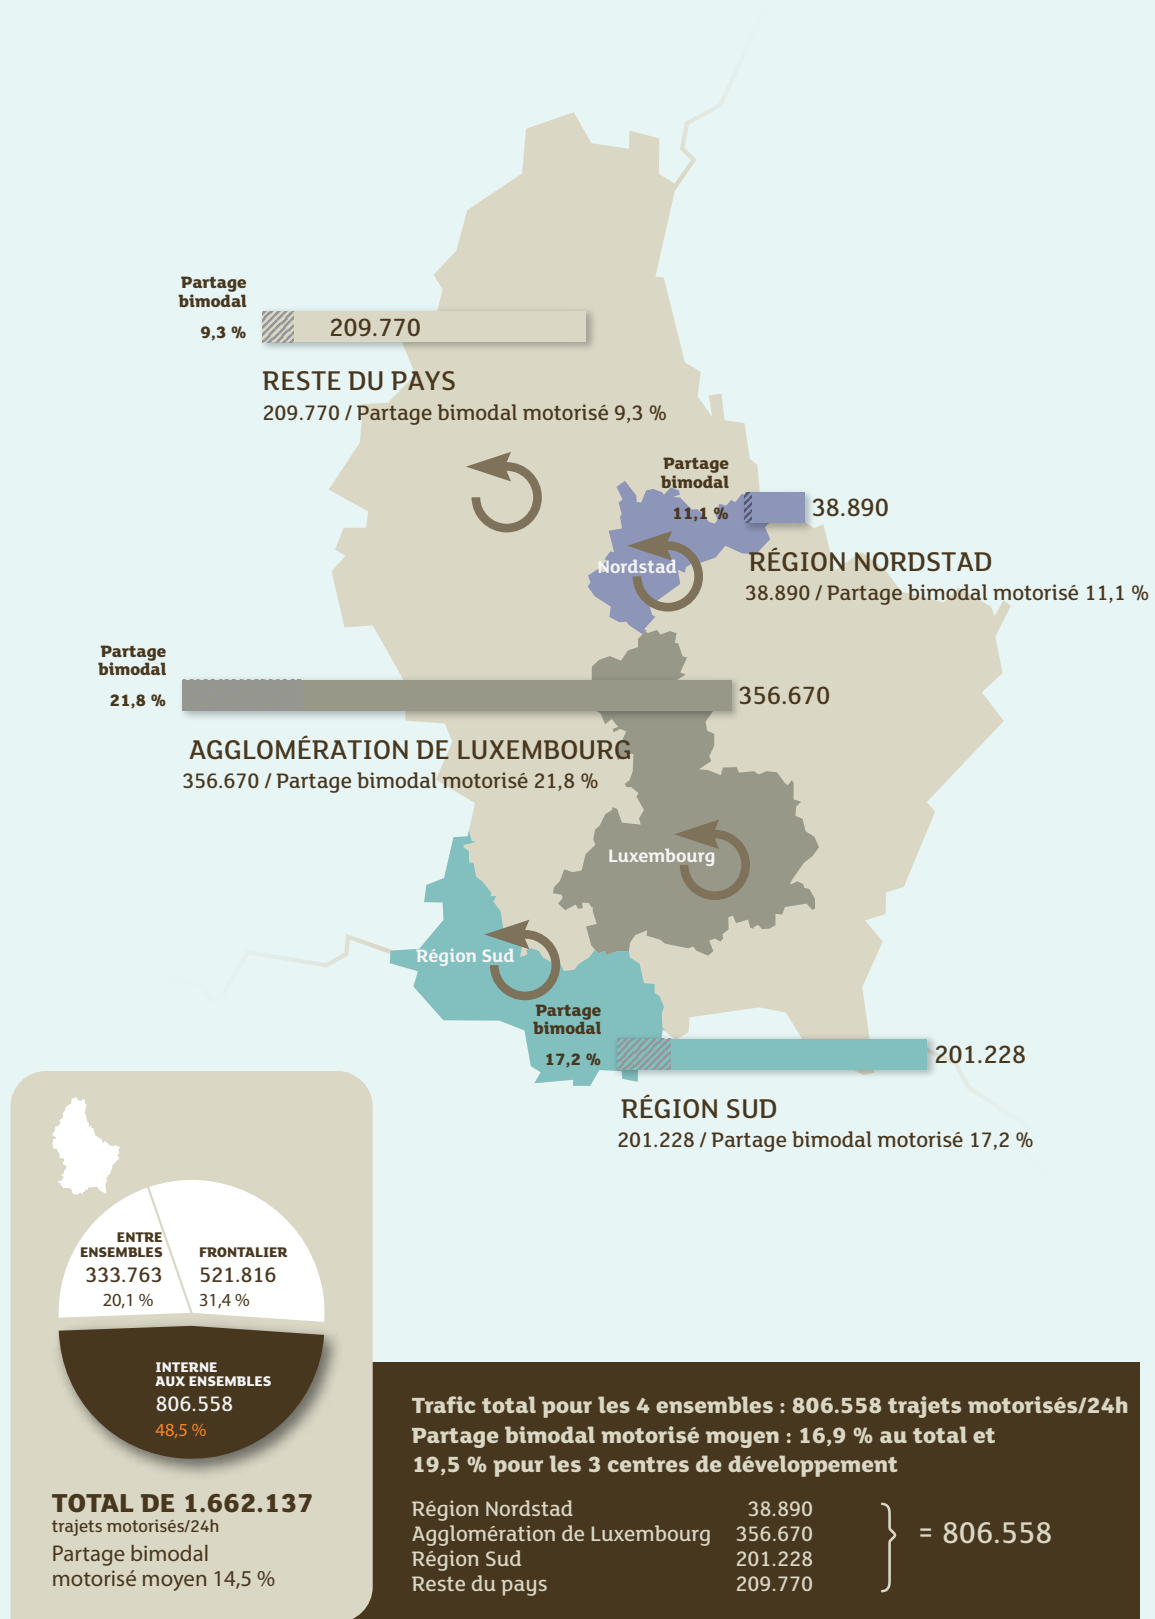 Partage
bimodal
9,3 %
209.770
RESTE DU PAYS
209.770 / Partage bimodal motorisé 9,3 %
Partage
bimodal
11,1 %
38.890
Nordstad
RÉGION NORDSTAD
38.890 / Partage bimodal motorisé 11,1 %
Partage
bimodal
21,8 %
356.670
AGGLOMÉRATION DE LUXEMBOURG
356.670 / Partage bimodal motorisé 21,8 %
Luxembourg
Région Sud
Partage
bimodal
17,2 %
201.228
RÉGION SUD
201.228 / Partage bimodal motorisé 17,2 %
ENTRE
ENSEMBLES
333.763
20,1 %
FRONTALIER
521.816
31,4 %
INTERNE
AUX ENSEMBLES
806.558
48,5 %
TOTAL DE 1.662.137
trajets motorisés/24h
Partage bimodal
motorisé moyen 14,5 %
Trafic total pour les 4 ensembles : 806.558 trajets motorisés/24h
Partage bimodal motorisé moyen : 16,9 % au total et
19,5 % pour les 3 centres de développement
Région Nordstad 38.890
Agglomération de Luxembourg 356.670
Région Sud 201.228
Reste du pays 209.770
= 806.558